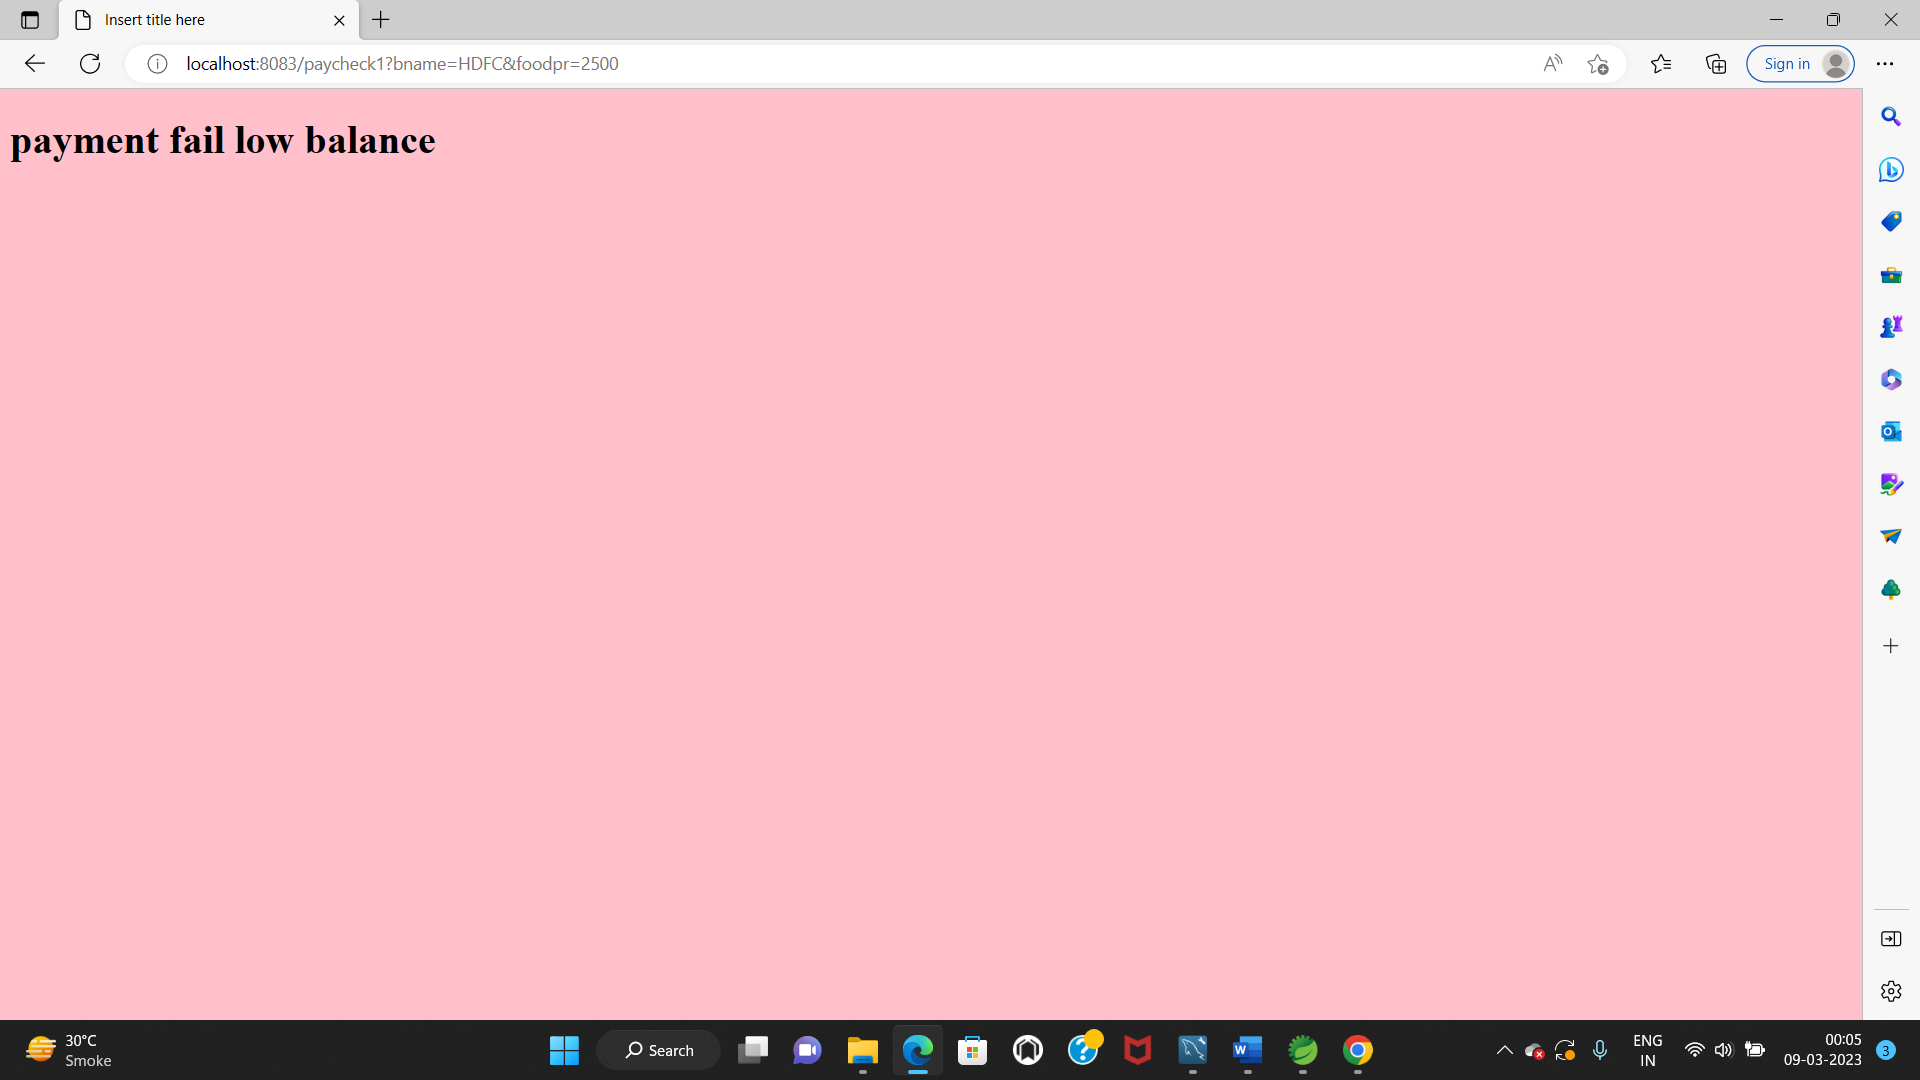 Insert title here
localhost:8083/paycheck1?bname=HDFC&foodpr=2500
Sign in
payment fail low balance
30°C
Smoke
Search
ENG
IN
00:05
09-03-2023
3